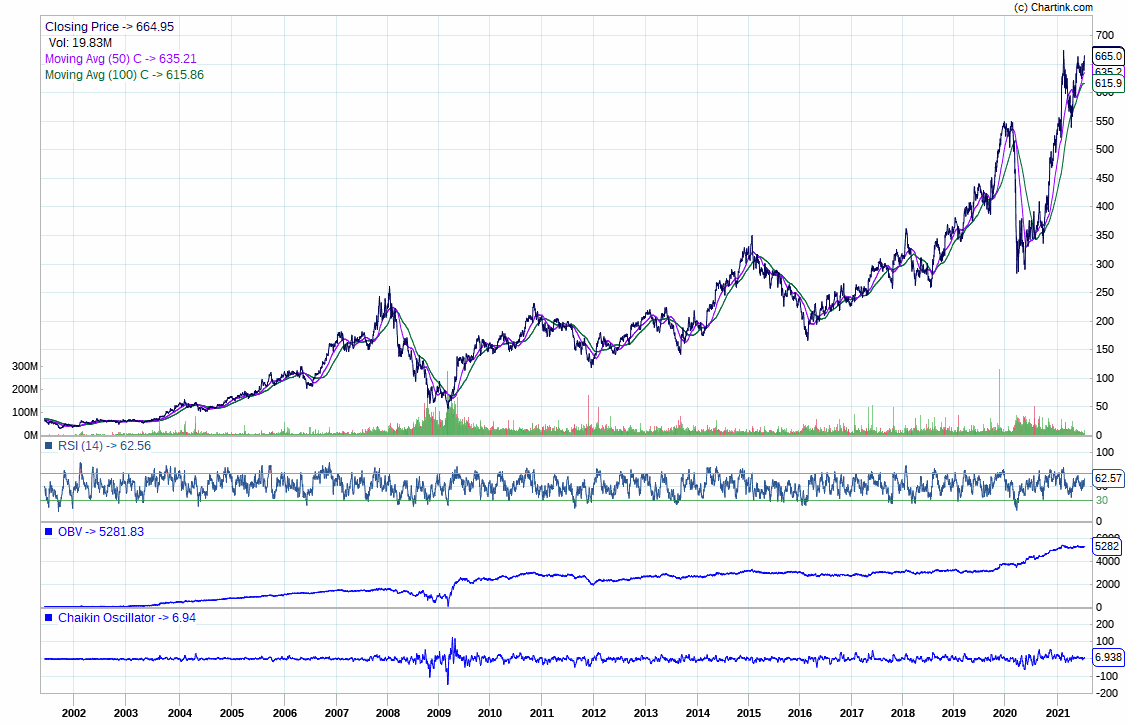 (c) Chartink.com
Closing Price -> 664.95
Vol: 19.83M
Moving Avg (50) C -> 635.21
Moving Avg (100) C -> 615.86
700
665.0
635.2
615.9
600
550
500
450
400
350
300
250
200
150
100
50
0
300M
200M
100M
0M
RSI (14) -> 62.56
100
62.57
50
30
0
OBV -> 5281.83
6000
5282
4000
2000
0
Chaikin Oscillator -> 6.94
200
100
6.938
-100
-200
2002 2003 2004 2005 2006 2007 2008 2009 2010 2011 2012 2013 2014 2015 2016 2017 2018 2019 2020 2021